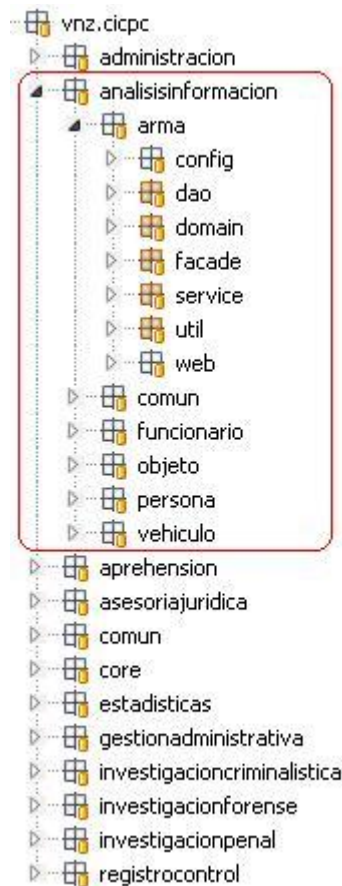 vnz.cicpc
administracion
analisisinformacion
arma
config
dao
domain
facade
service
util
web
comun
funcionario
objeto
persona
vehiculo
aprehension
asesoriajuridica
comun
core
estadisticas
gestionadministrativa
investigacioncriminalistica
investigacionforense
investigacionpenal
registrocontrol